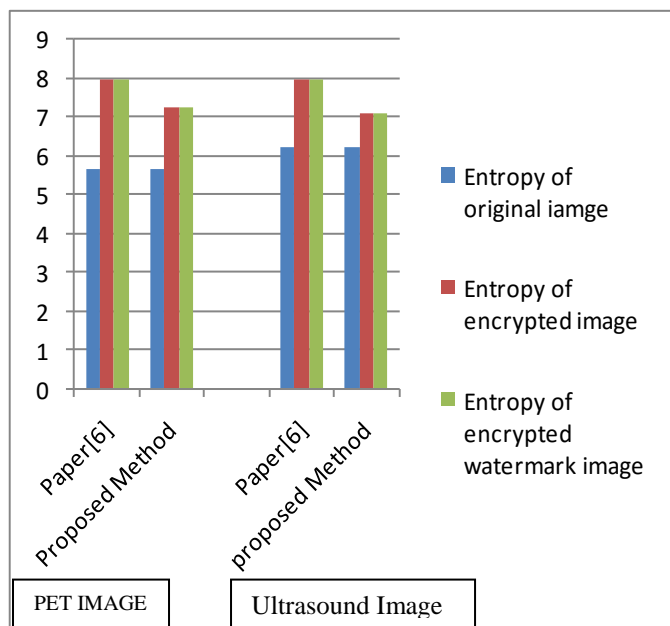 9
8
7
6
5
4
3
2
1
0
Paper[6]
Proposed Method
Paper[6]
proposed Method
PET IMAGE
Ultrasound Image
Entropy of
original iamge
Entropy of
encrypted image
Entropy of
encrypted
watermark image